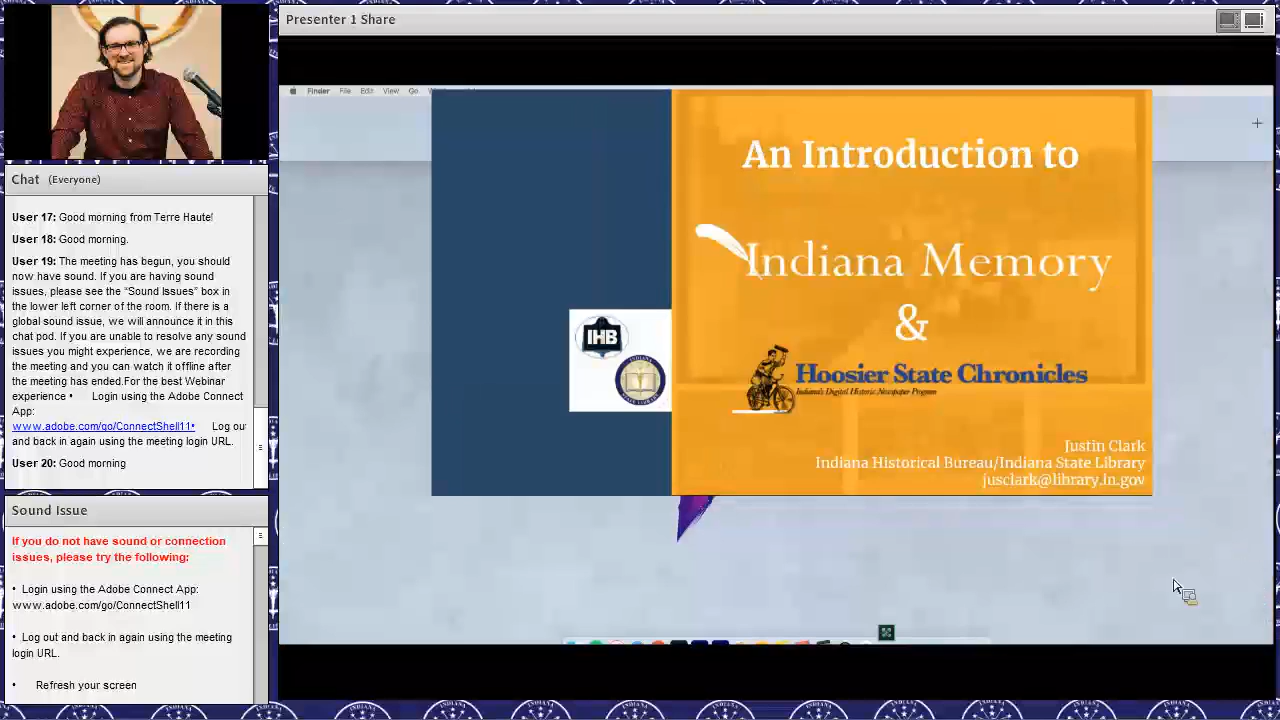 Presenter 1 Share
Chat (Everyone)
User 17: Good morning from Terre Haute!
User 18: Good morning.
User 19: The meeting has begun, you should
now have sound. If you are having sound
issues, please see the "Sound Issues" box in
the lower left corner of the room. If there is a
global sound issue, we will announce it in this
chat pod. If you are unable to resolve any sound
issues you might experience, we are recording
the meeting and you can watch it offline after
the meeting has ended.For the best Webinar
experience • Login using the Adobe Connect
App:
www.adobe.com/go/ConnectShell11• Log out
and back in again using the meeting login URL.
User 20: Good morning
Sound Issue
If you do not have sound or connection
issues, please try the following:
• Login using the Adobe Connect App:
www.adobe.com/go/ConnectShell11
• Log out and back in again using the meeting
login URL.
• Refresh your screen
Finder File Edit View Go
An Introduction to
Indiana Memory
&
Hoosier State Chronicles
Indiana's Digital Historic Newspaper Program
IHB
INDIANA
STATE LIBRARY
Justin Clark
Indiana Historical Bureau/Indiana State Library
jusclark@library.in.gov